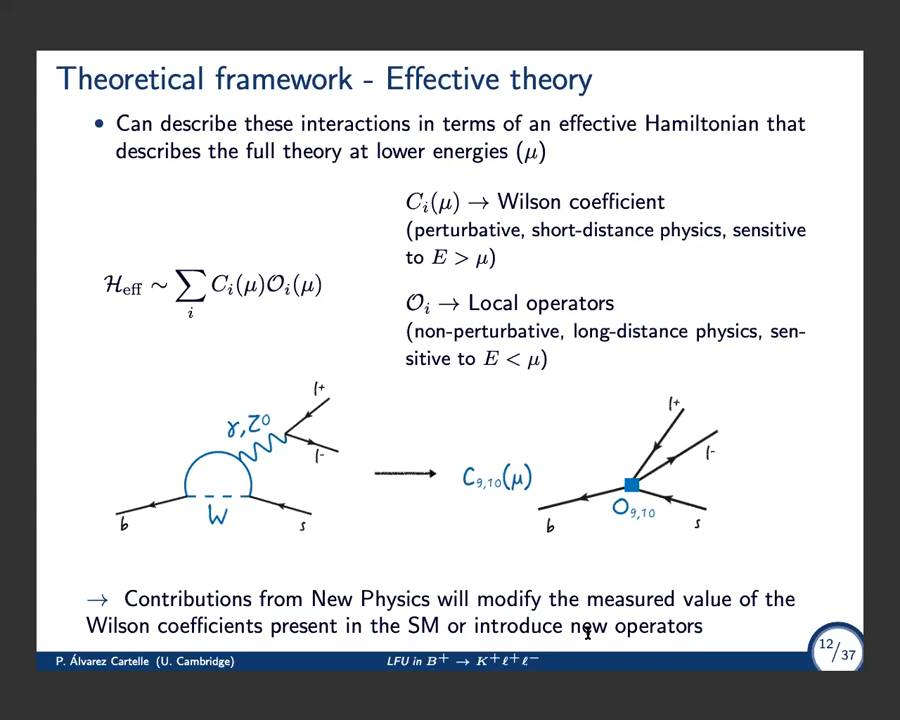 Theoretical framework - Effective theory
• Can describe these interactions in terms of an effective Hamiltonian that
describes the full theory at lower energies (μ)
C_i(μ) → Wilson coefficient
(perturbative, short-distance physics, sensitive
to E > μ)
ℋ_eff ∼ ∑_i C_i(μ)𝒪_i(μ)
𝒪_i → Local operators
(non-perturbative, long-distance physics, sen-
sitive to E < μ)
γ, Z⁰
l+
l-
W
b
s
C_9,10(μ)
l+
l-
O_9,10
b
s
→ Contributions from New Physics will modify the measured value of the
Wilson coefficients present in the SM or introduce new operators
P. Álvarez Cartelle (U. Cambridge)
LFU in B⁺ → K⁺ℓ⁺ℓ⁻
12/37